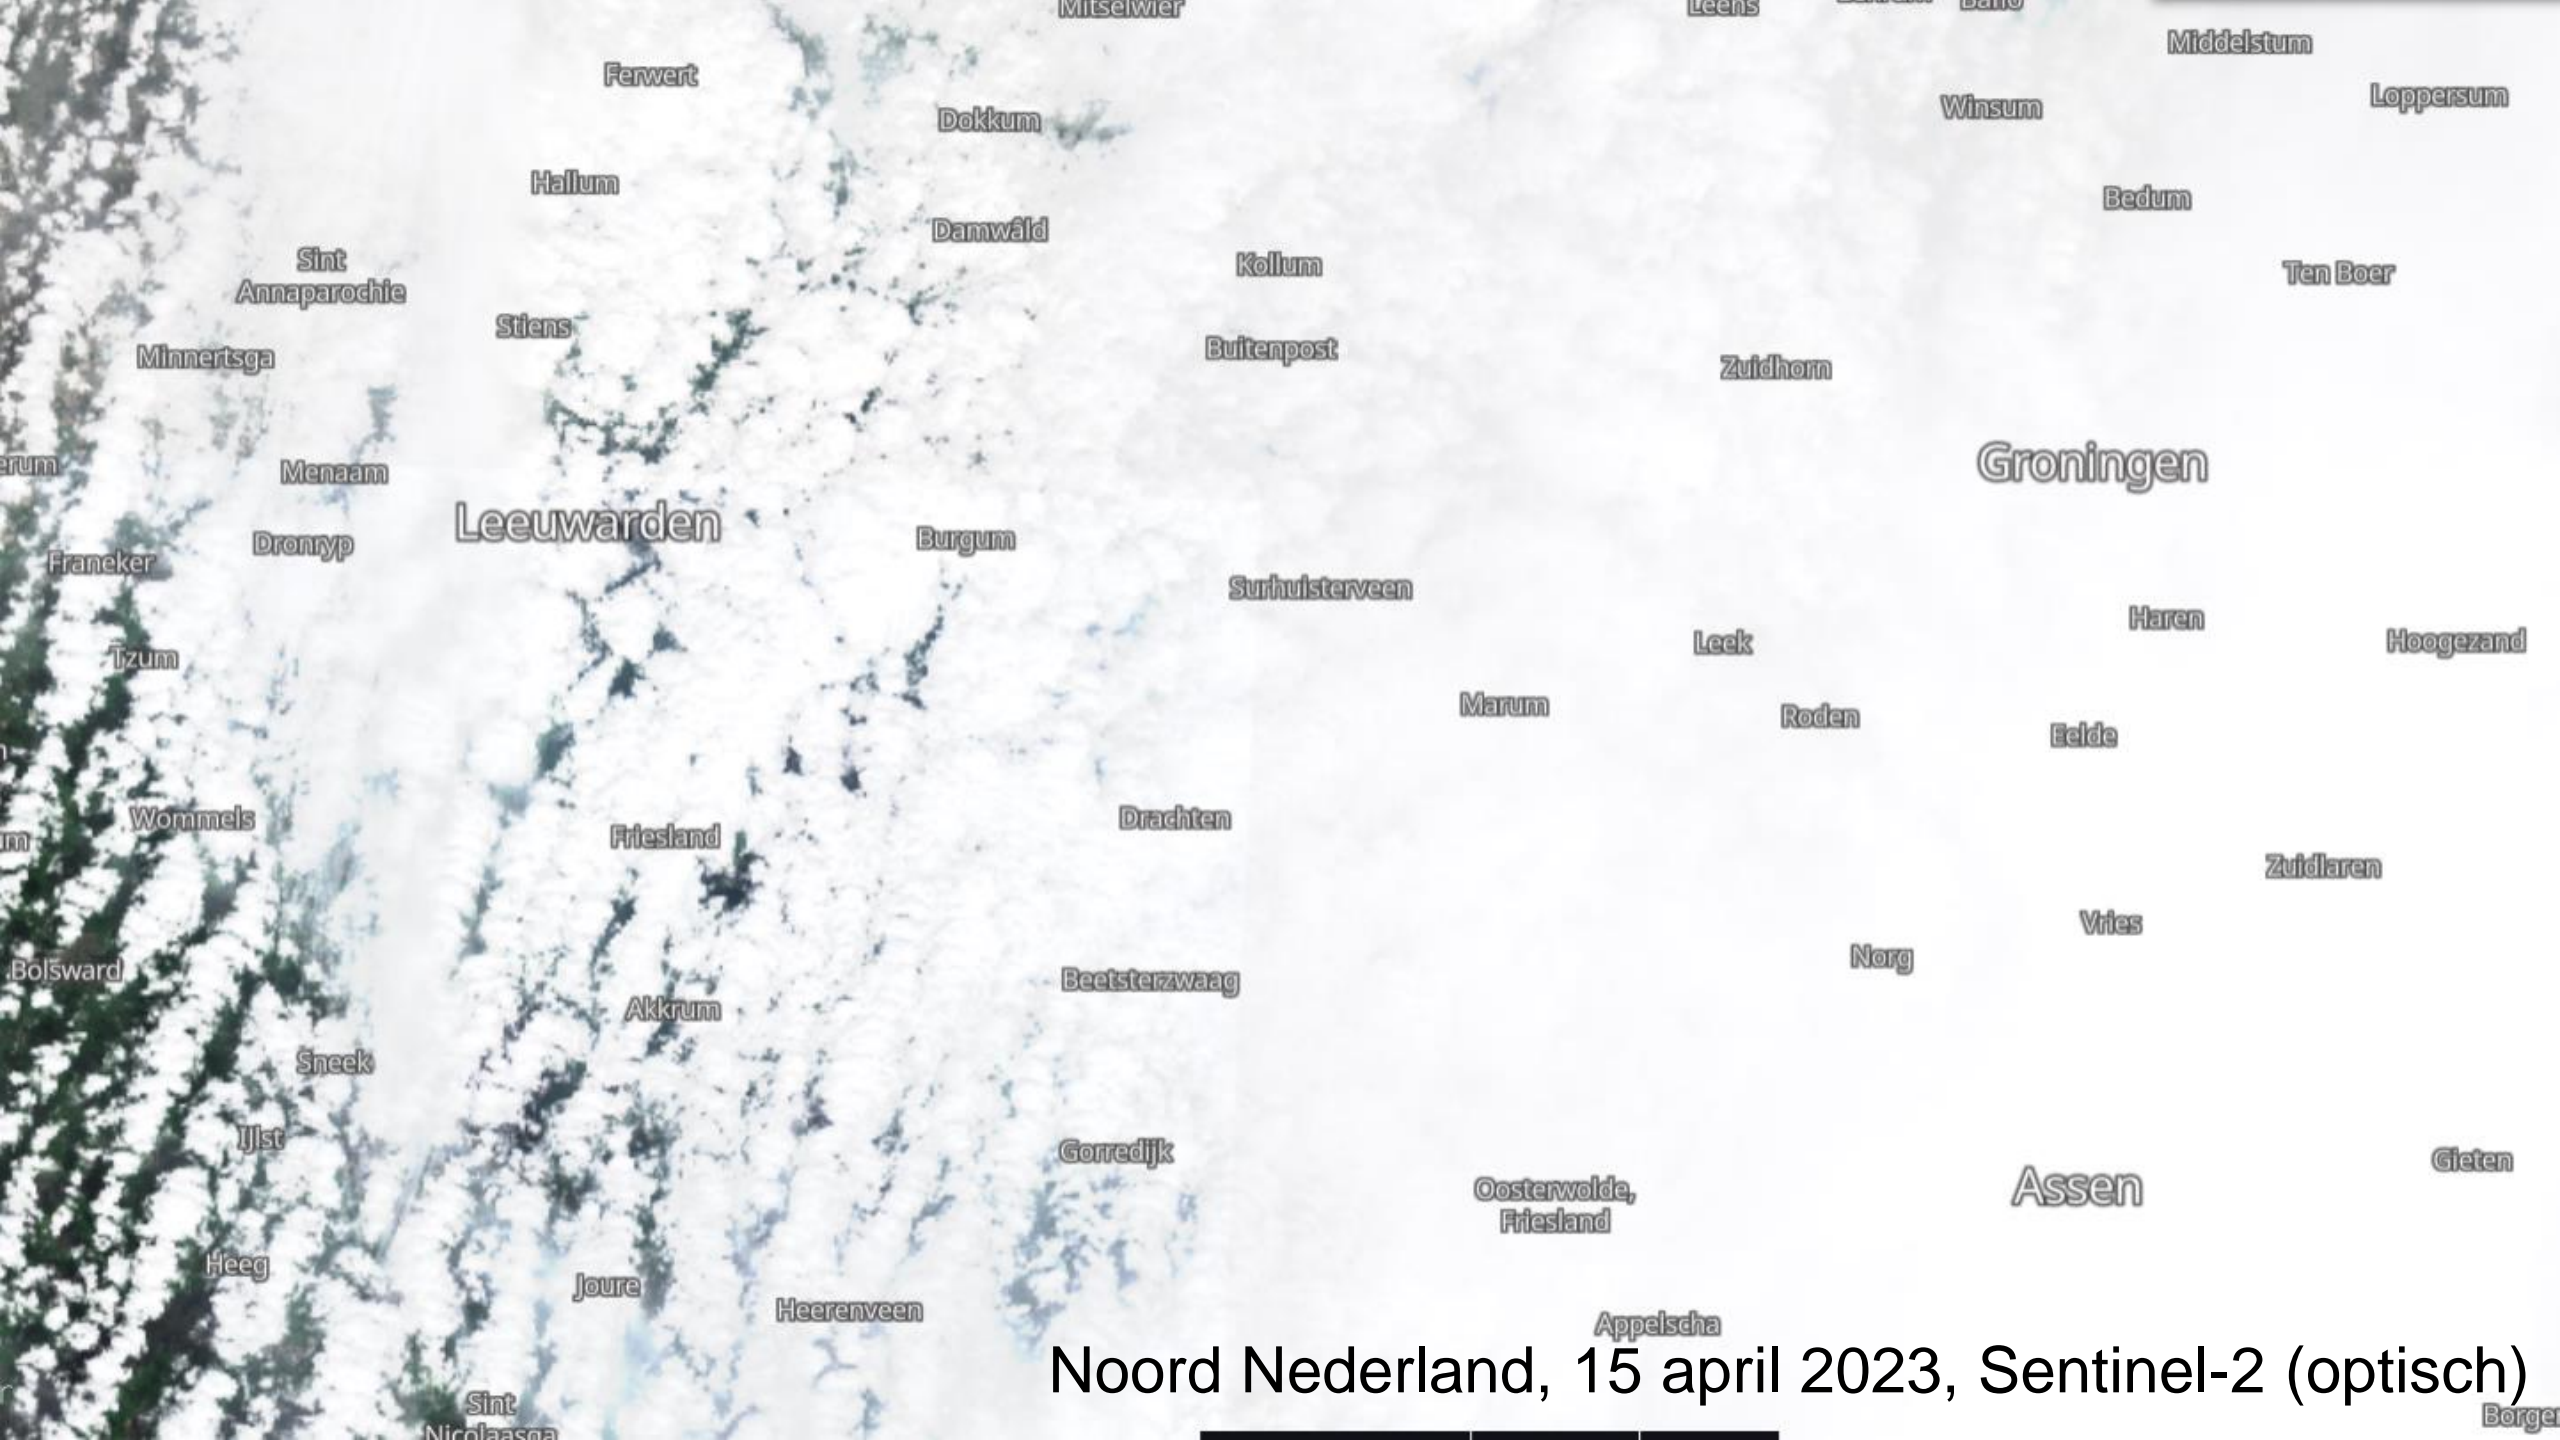 Mitselwier
Leens
Middelstum
Ferwert
Loppersum
Winsum
Dokkum
Hallum
Bedum
Damwâld
Sint
Annaparochie
Kollum
Ten Boer
Stiens
Buitenpost
Minnertsga
Zuidhorn
erum
Menaam
Groningen
Leeuwarden
Dronryp
Burgum
Franeker
Surhuisterveen
Haren
Leek
Hoogezand
Tzum
Marum
Roden
Eelde
Wommels
Drachten
Friesland
um
Zuidlaren
Vries
Norg
Bolsward
Beetsterzwaag
Akkrum
Sneek
IJlst
Gorredijk
Gieten
Oosterwolde,
Friesland
Assen
Heeg
Joure
Heerenveen
Appelscha
Noord Nederland, 15 april 2023, Sentinel-2 (optisch)
Sint
Nicolaasga
Borger